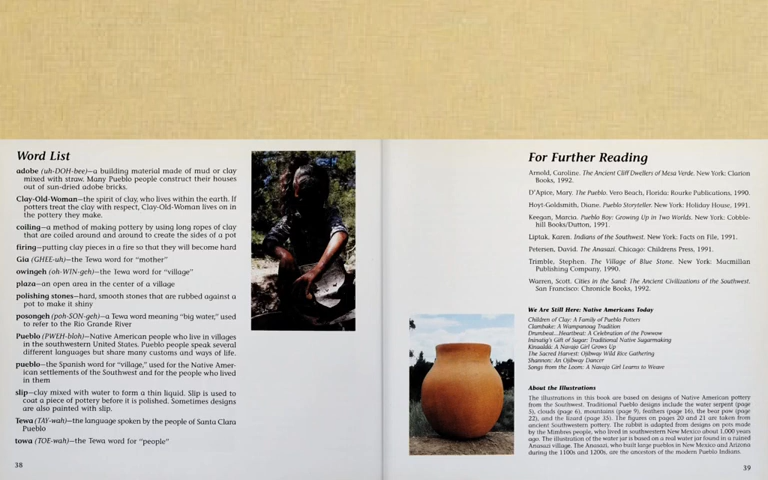 Word List
adobe (uh-DOH-bee)—a building material made of mud or clay
mixed with straw. Many Pueblo people construct their houses
out of sun-dried adobe bricks.
Clay-Old-Woman—the spirit of clay, who lives within the earth. If
potters treat the clay with respect, Clay-Old-Woman lives on in
the pottery they make.
coiling—a method of making pottery by using long ropes of clay
that are coiled around and around to create the sides of a pot
firing—putting clay pieces in a fire so that they will become hard
Gia (GHEE-uh)—the Tewa word for "mother"
owingeh (oh-WIN-geh)—the Tewa word for "village"
plaza—an open area in the center of a village
polishing stones—hard, smooth stones that are rubbed against a
pot to make it shiny
posongeh (poh-SON-geh)—a Tewa word meaning "big water," used
to refer to the Rio Grande River
Pueblo (PWEH-bloh)—Native American people who live in villages
in the southwestern United States. Pueblo people speak several
different languages but share many customs and ways of life.
pueblo—the Spanish word for "village," used for the Native Amer-
ican settlements of the Southwest and for the people who lived
in them
slip—clay mixed with water to form a thin liquid. Slip is used to
coat a piece of pottery before it is polished. Sometimes designs
are also painted with slip.
Tewa (TAY-wah)—the language spoken by the people of Santa Clara
Pueblo
towa (TOE-wah)—the Tewa word for "people"
38
For Further Reading
Arnold, Caroline. The Ancient Cliff Dwellers of Mesa Verde. New York: Clarion
Books, 1992.
D'Apice, Mary. The Pueblo. Vero Beach, Florida: Rourke Publications, 1990.
Hoyt-Goldsmith, Diane. Pueblo Storyteller. New York: Holiday House, 1991.
Keegan, Marcia. Pueblo Boy: Growing Up in Two Worlds. New York: Cobble-
hill Books/Dutton, 1991.
Liptak, Karen. Indians of the Southwest. New York: Facts on File, 1991.
Petersen, David. The Anasazi. Chicago: Childrens Press, 1991.
Trimble, Stephen. The Village of Blue Stone. New York: Macmillan
Publishing Company, 1990.
Warren, Scott. Cities in the Sand: The Ancient Civilizations of the Southwest.
San Francisco: Chronicle Books, 1992.
We Are Still Here: Native Americans Today
Children of Clay: A Family of Pueblo Potters
Clambake: A Wampanoag Tradition
Drumbeat...Heartbeat: A Celebration of the Powwow
Ininatig's Gift of Sugar: Traditional Native Sugarmaking
Kinaaldá: A Navajo Girl Grows Up
The Sacred Harvest: Ojibway Wild Rice Gathering
Shannon: An Ojibway Dancer
Songs from the Loom: A Navajo Girl Learns to Weave
About the Illustrations
The illustrations in this book are based on designs of Native American pottery
from the Southwest. Traditional Pueblo designs include the water serpent (page
5), clouds (page 6), mountains (page 9), feathers (page 16), the bear paw (page
22), and the lizard (page 35). The figures on pages 20 and 21 are taken from
ancient Southwestern pottery. The rabbit is adapted from designs on pots made
by the Mimbres people, who lived in southwestern New Mexico about 1,000 years
ago. The illustration of the water jar is based on a real water jar found in a ruined
Anasazi village. The Anasazi, who built large pueblos in New Mexico and Arizona
during the 1100s and 1200s, are the ancestors of the modern Pueblo Indians.
39